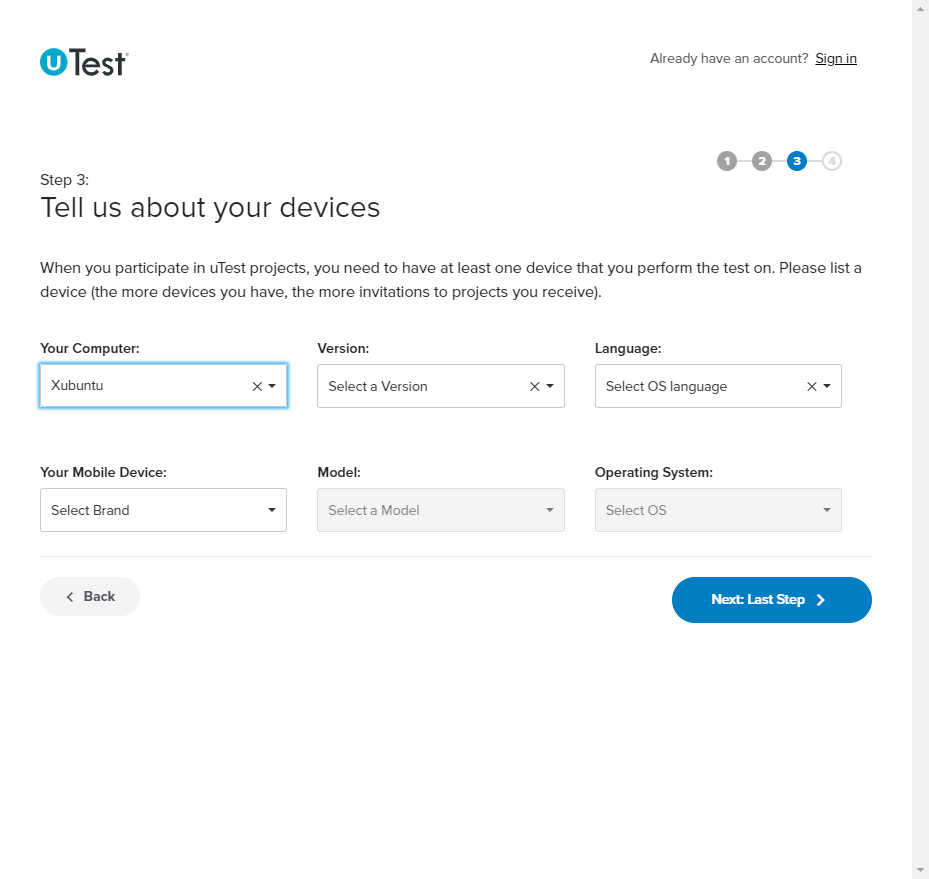 uTest
Already have an account? Sign in
1 2 3 4
Step 3:
Tell us about your devices
When you participate in uTest projects, you need to have at least one device that you perform the test on. Please list a
device (the more devices you have, the more invitations to projects you receive).
Your Computer: Version: Language:
Xubuntu Select a Version Select OS language
Your Mobile Device: Model: Operating System:
Select Brand Select a Model Select OS
Back Next: Last Step